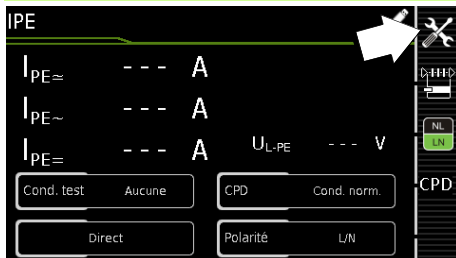 IPE
IPE≂ --- A
IPE~ --- A
IPE= --- A UL-PE --- V
NL
LN
Cond. test Aucune CPD Cond. norm. CPD
Direct Polarité L/N